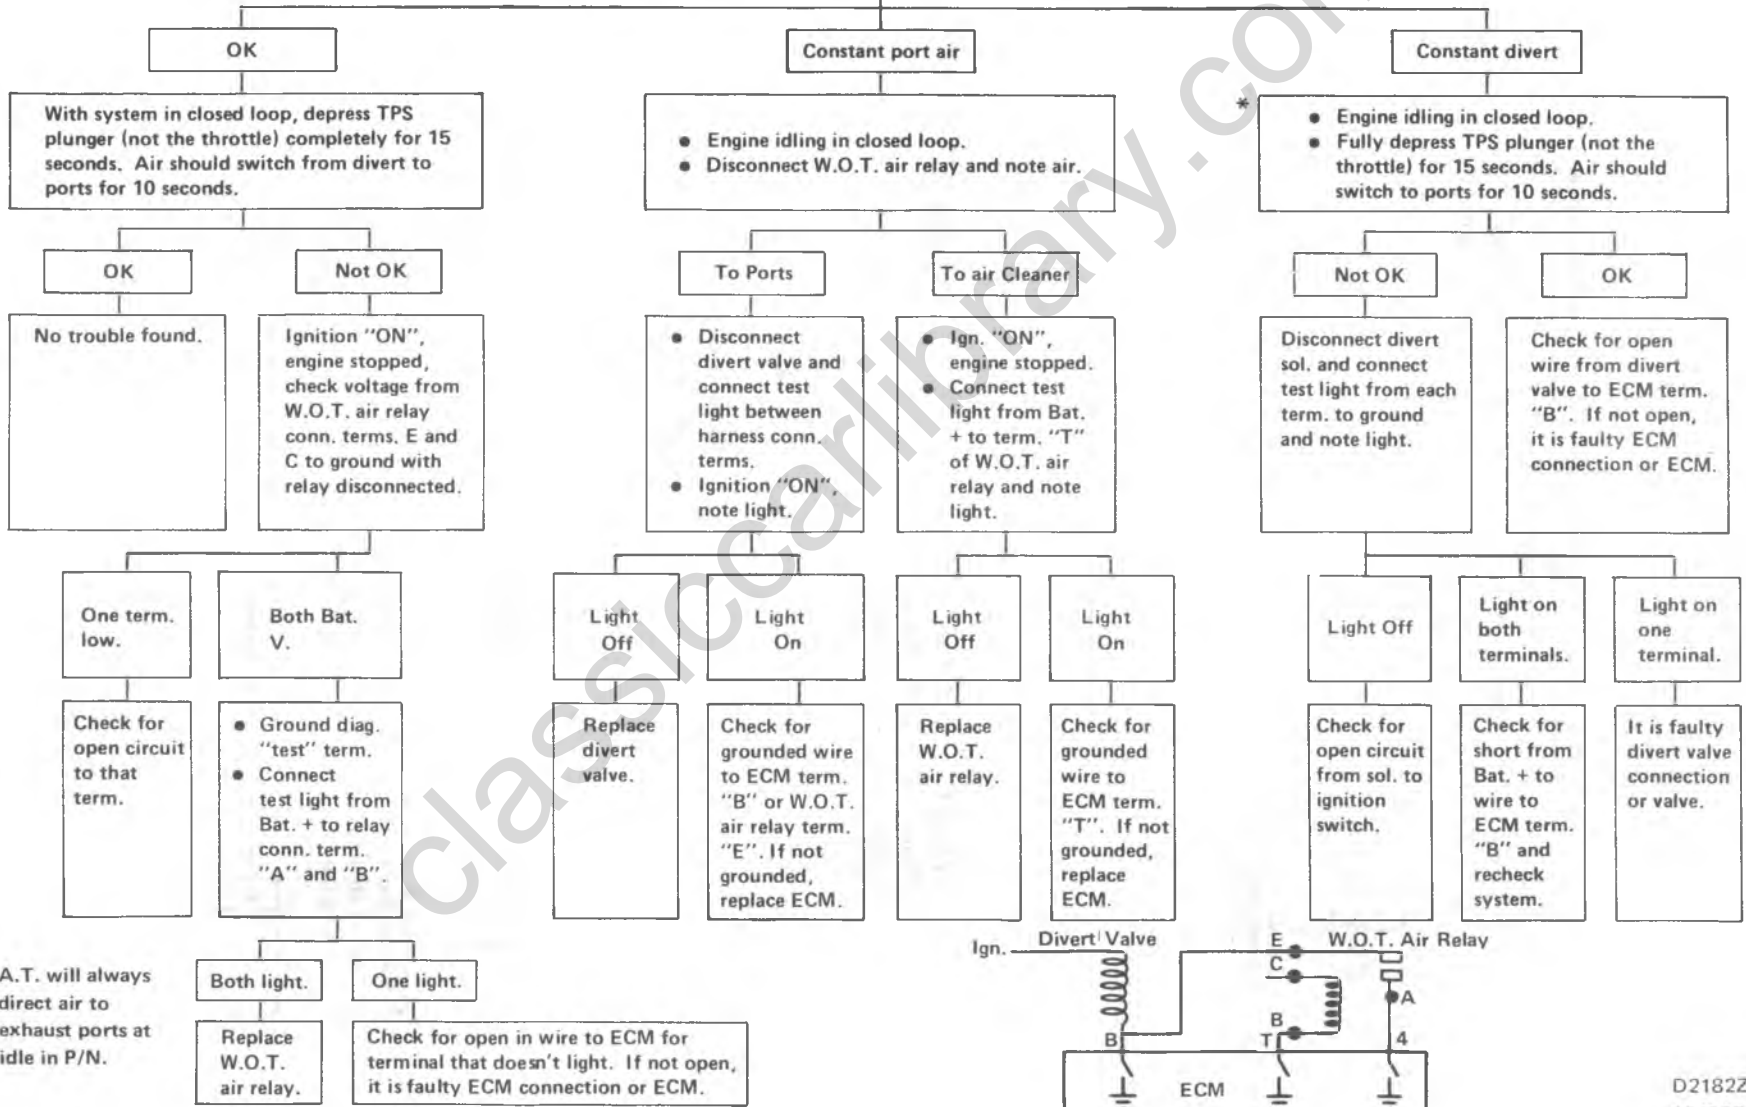 OK
With system in closed loop, depress TPS
plunger (not the throttle) completely for 15
seconds. Air should switch from divert to
ports for 10 seconds.
OK
No trouble found.
Not OK
Ignition "ON",
engine stopped,
check voltage from
W.O.T. air relay
conn. terms. E and
C to ground with
relay disconnected.
One term.
low.
Check for
open circuit
to that
term.
Both Bat.
V.
● Ground diag.
"test" term.
● Connect
test light from
Bat. + to relay
conn. term.
"A" and "B".
Both light.
Replace
W.O.T.
air relay.
One light.
Check for open in wire to ECM for
terminal that doesn't light. If not open,
it is faulty ECM connection or ECM.
A.T. will always
direct air to
exhaust ports at
idle in P/N.
Constant port air
● Engine idling in closed loop.
● Disconnect W.O.T. air relay and note air.
To Ports
● Disconnect
divert valve and
connect test
light between
harness conn.
terms.
● Ignition "ON",
note light.
Light
Off
Replace
divert
valve.
Light
On
Check for
grounded wire
to ECM term.
"B" or W.O.T.
air relay term.
"E". If not
grounded,
replace ECM.
To air Cleaner
● Ign. "ON",
engine stopped.
● Connect test
light from Bat.
+ to term. "T"
of W.O.T. air
relay and note
light.
Light
Off
Replace
W.O.T.
air relay.
Light
On
Check for
grounded
wire to
ECM term.
"T". If not
grounded,
replace
ECM.
Constant divert
*
● Engine idling in closed loop.
● Fully depress TPS plunger (not the
throttle) for 15 seconds. Air should
switch to ports for 10 seconds.
Not OK
Disconnect divert
sol. and connect
test light from each
term. to ground
and note light.
OK
Check for open
wire from divert
valve to ECM term.
"B". If not open,
it is faulty ECM
connection or ECM.
Light Off
Check for
open circuit
from sol. to
ignition
switch.
Light on
both
terminals.
Check for
short from
Bat. + to
wire to
ECM term.
"B" and
recheck
system.
Light on
one
terminal.
It is faulty
divert valve
connection
or valve.
Ign.
Divert Valve
E
W.O.T. Air Relay
C
A
B
B
T
4
ECM
D2182Z
classiccarlibrary.com